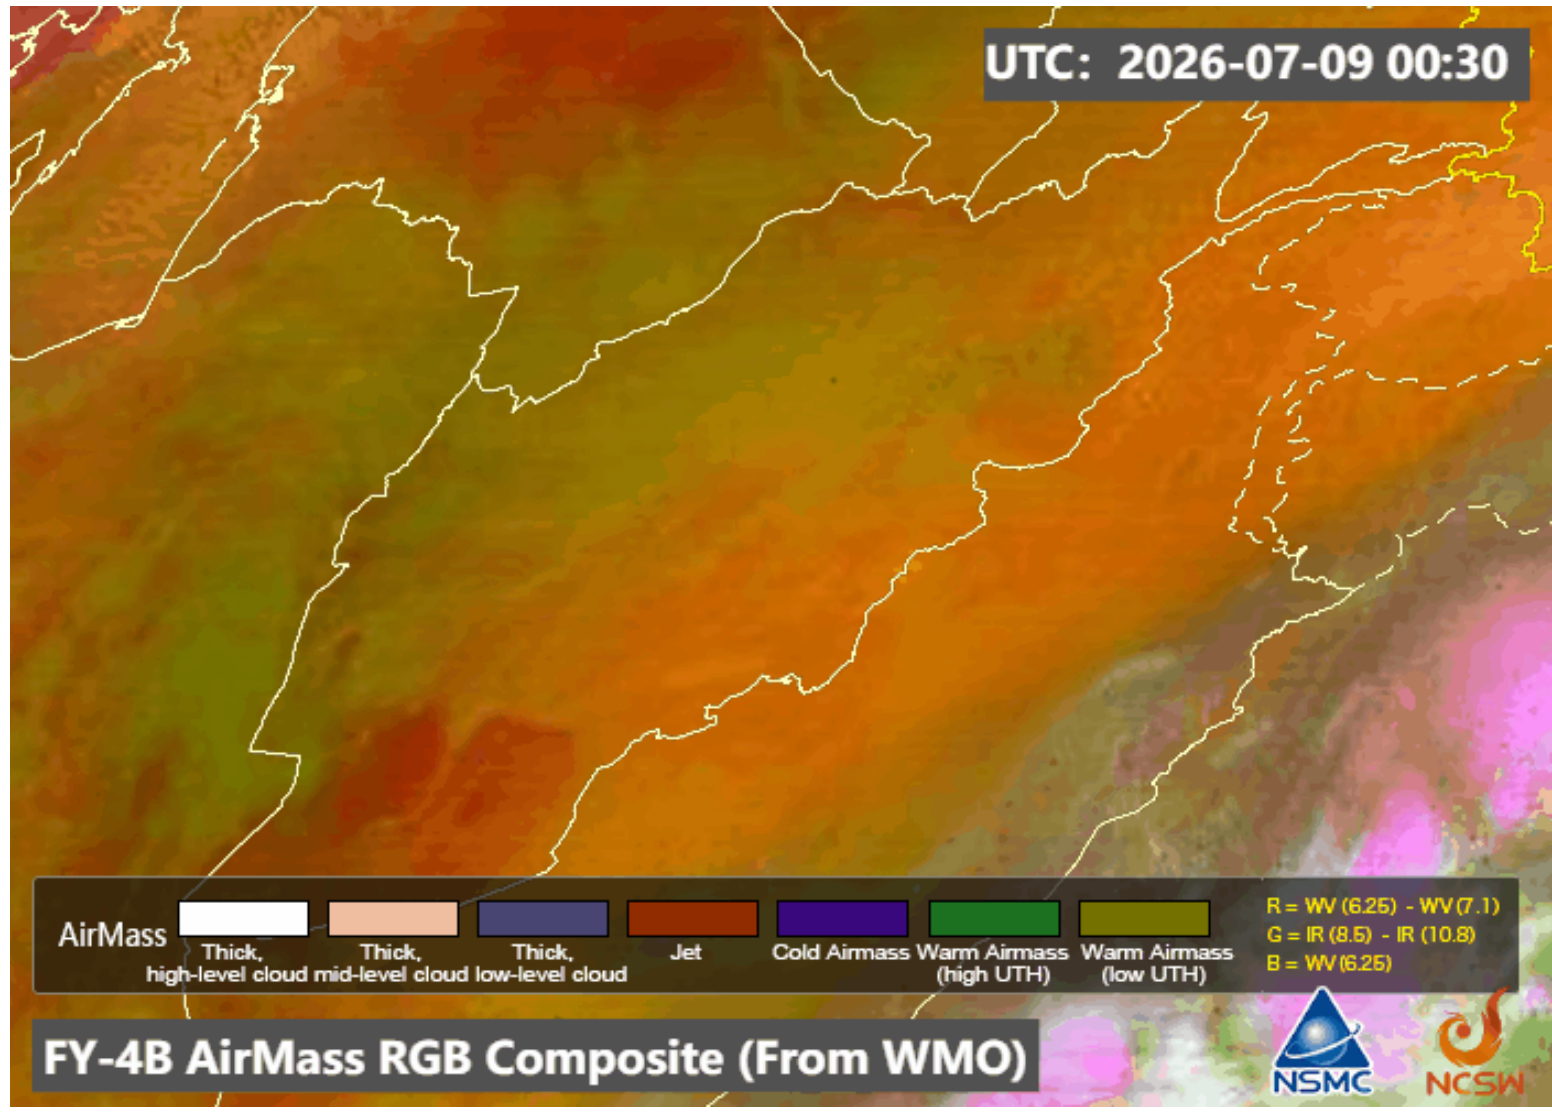 UTC: 2026-07-09 00:30
AirMass
Thick,
high-level cloud
Thick,
mid-level cloud
Thick,
low-level cloud
Jet
Cold Airmass
Warm Airmass
(high UTH)
Warm Airmass
(low UTH)
R = WV (6.25) - WV (7.1)
G = IR (8.5) - IR (10.8)
B = WV (6.25)
FY-4B AirMass RGB Composite (From WMO)
NSMC
NCSW